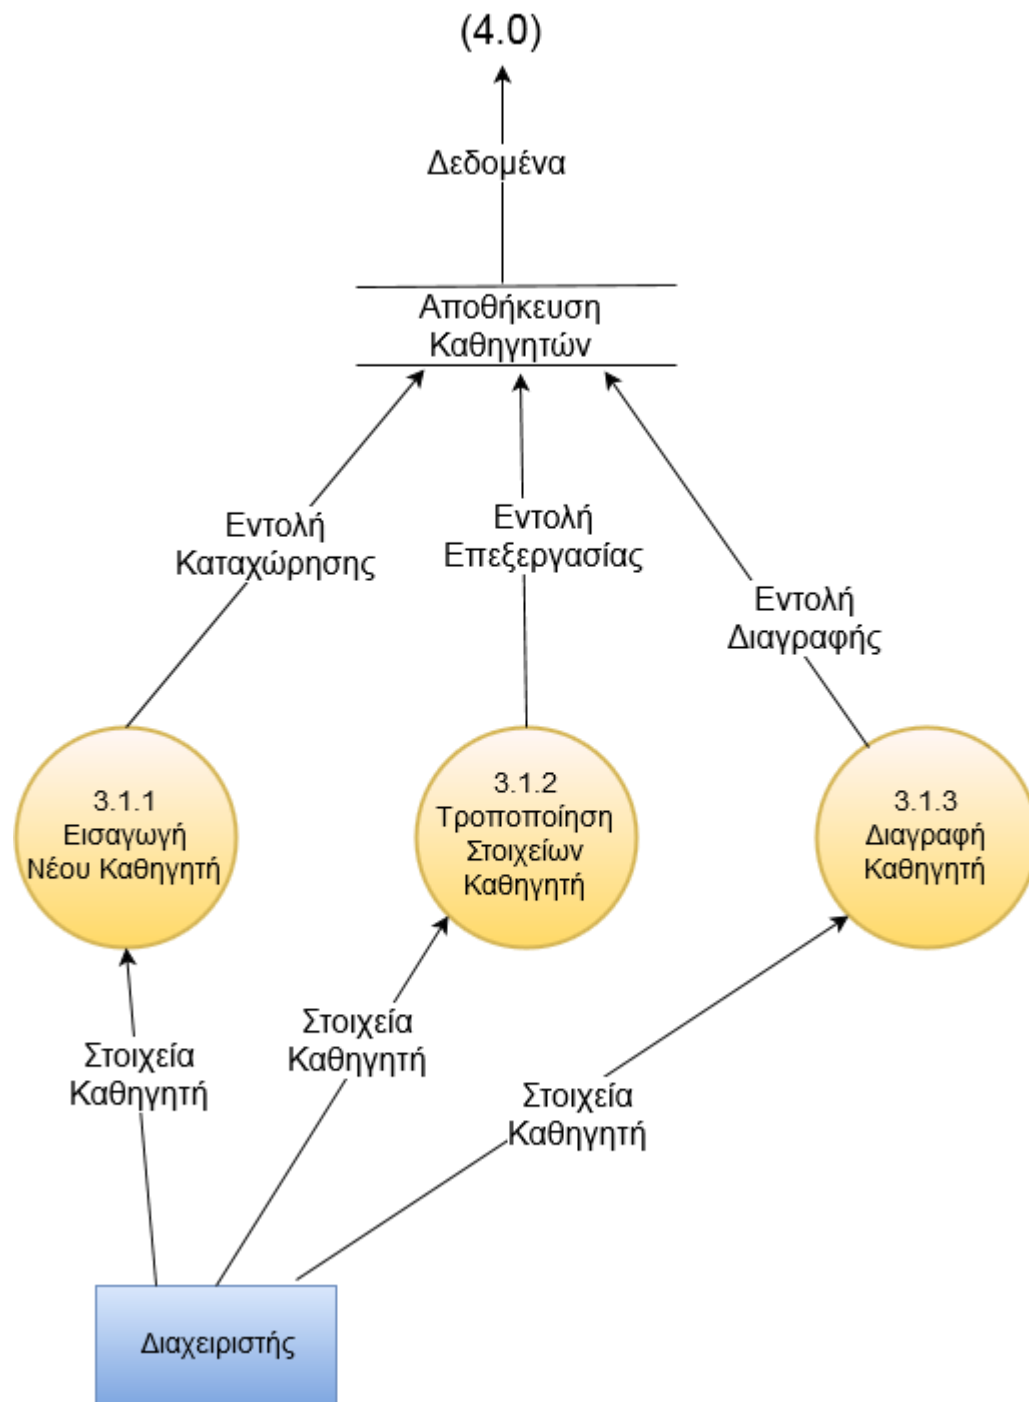 (4.0)
Δεδομένα
Αποθήκευση
Καθηγητών
Εντολή
Καταχώρησης
Εντολή
Επεξεργασίας
Εντολή
Διαγραφής
3.1.1
Εισαγωγή
Νέου Καθηγητή
3.1.2
Τροποποίηση
Στοιχείων
Καθηγητή
3.1.3
Διαγραφή
Καθηγητή
Στοιχεία
Καθηγητή
Στοιχεία
Καθηγητή
Στοιχεία
Καθηγητή
Διαχειριστής